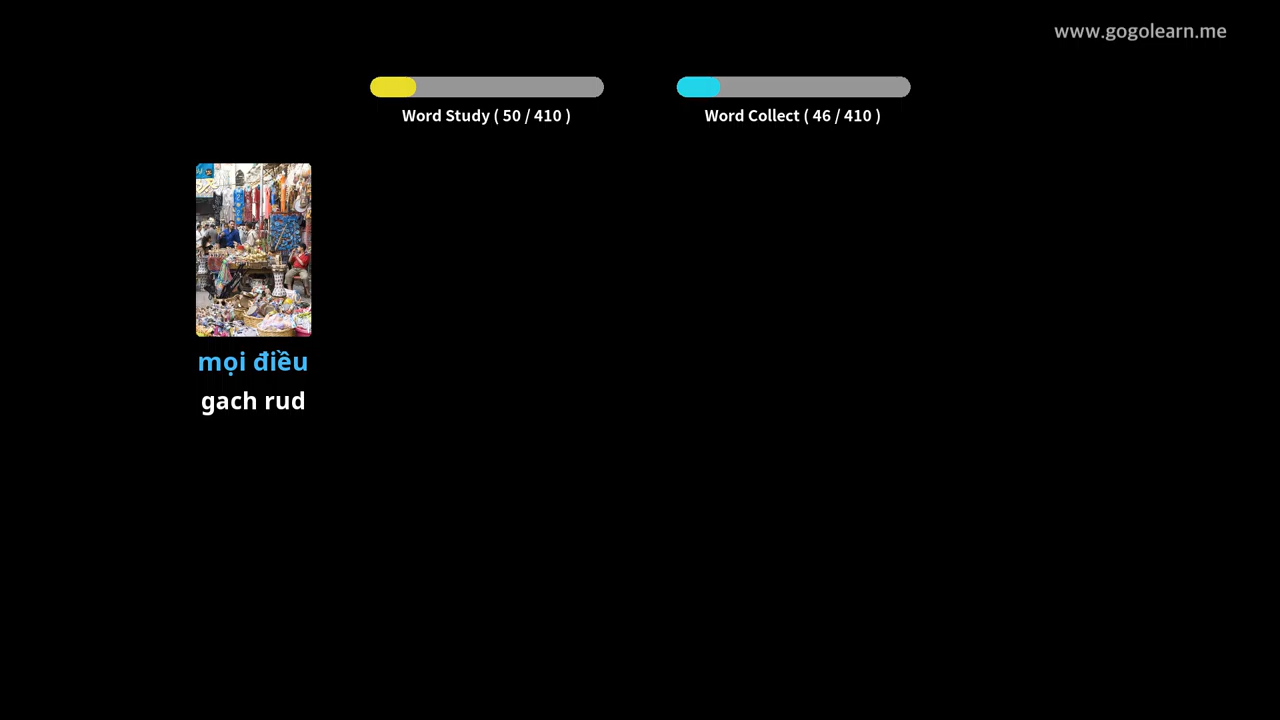 www.gogolearn.me
Word Study ( 50 / 410 )
Word Collect ( 46 / 410 )
mọi điều
gach rud